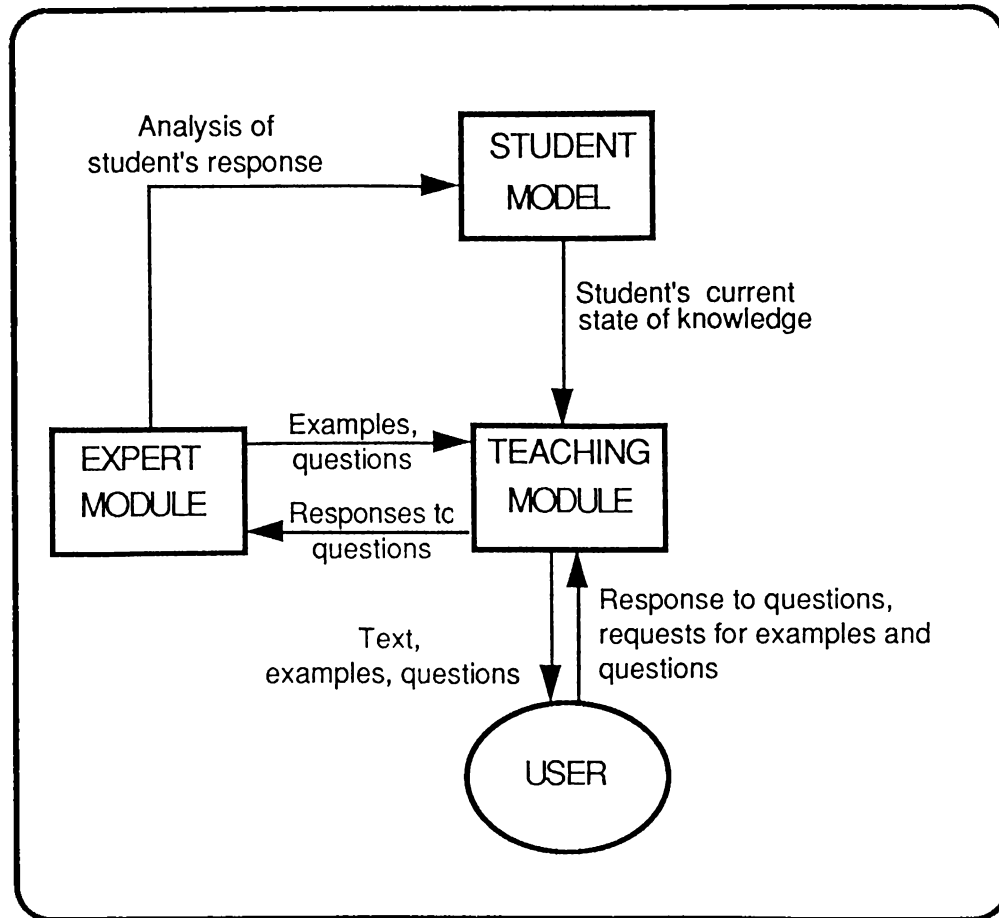 Analysis of
student's response
STUDENT
MODEL
Student's current
state of knowledge
EXPERT
MODULE
Examples,
questions
Responses to
questions
TEACHING
MODULE
Text,
examples, questions
Response to questions,
requests for examples and
questions
USER